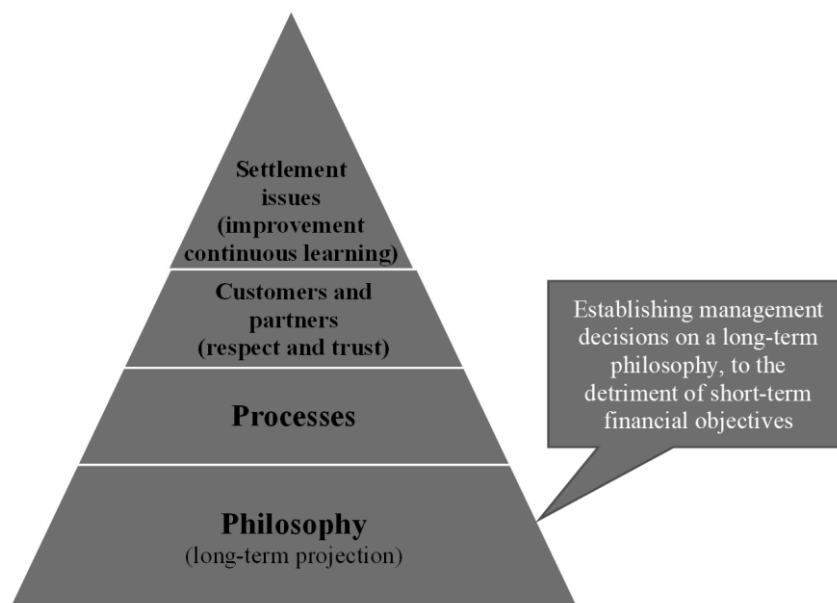 Settlement
issues
(improvement
continuous learning)
Customers and
partners
(respect and trust)
Processes
Philosophy
(long-term projection)
Establishing management
decisions on a long-term
philosophy, to the
detriment of short-term
financial objectives